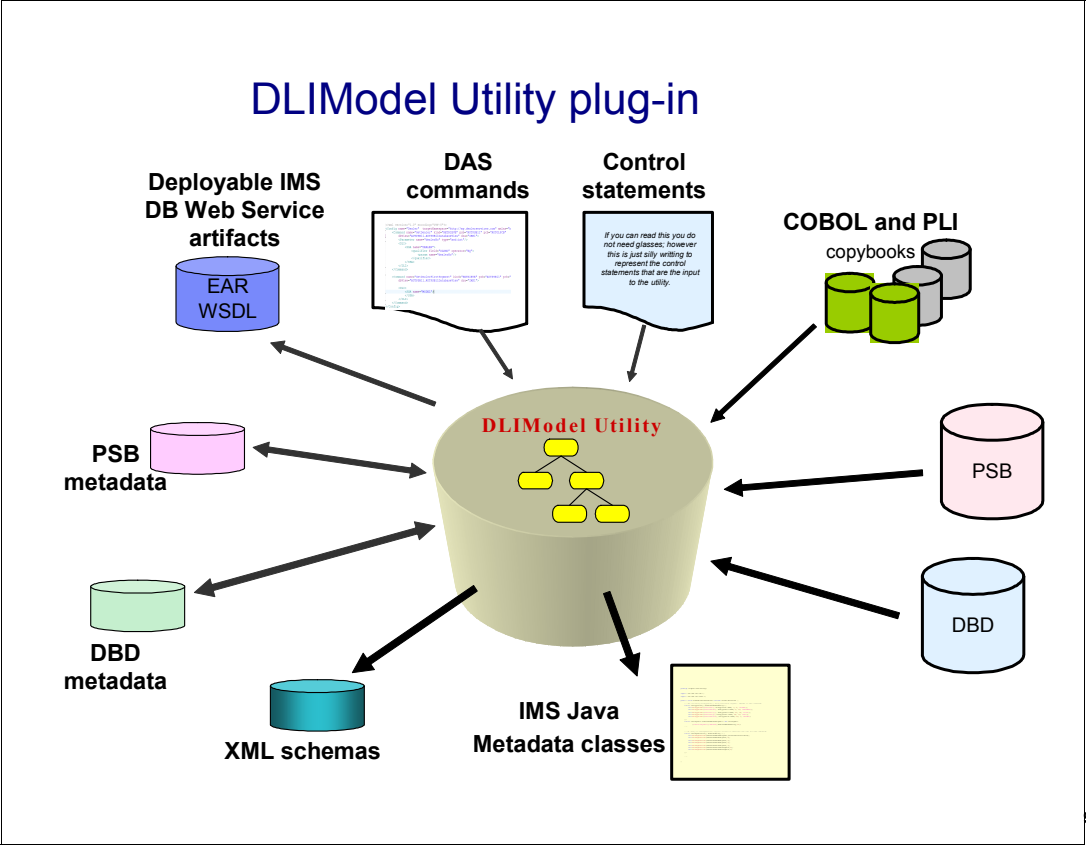 DLIModel Utility plug-in
DAS
commands
Control
statements
Deployable IMS
DB Web Service
artifacts
EAR
WSDL
If you can read this you do
not need glasses; however
this is just silly writting to
represent the control
statements that are the input
to the utility.
COBOL and PLI
copybooks
DLIModel Utility
PSB
metadata
PSB
DBD
DBD
metadata
XML schemas
IMS Java
Metadata classes